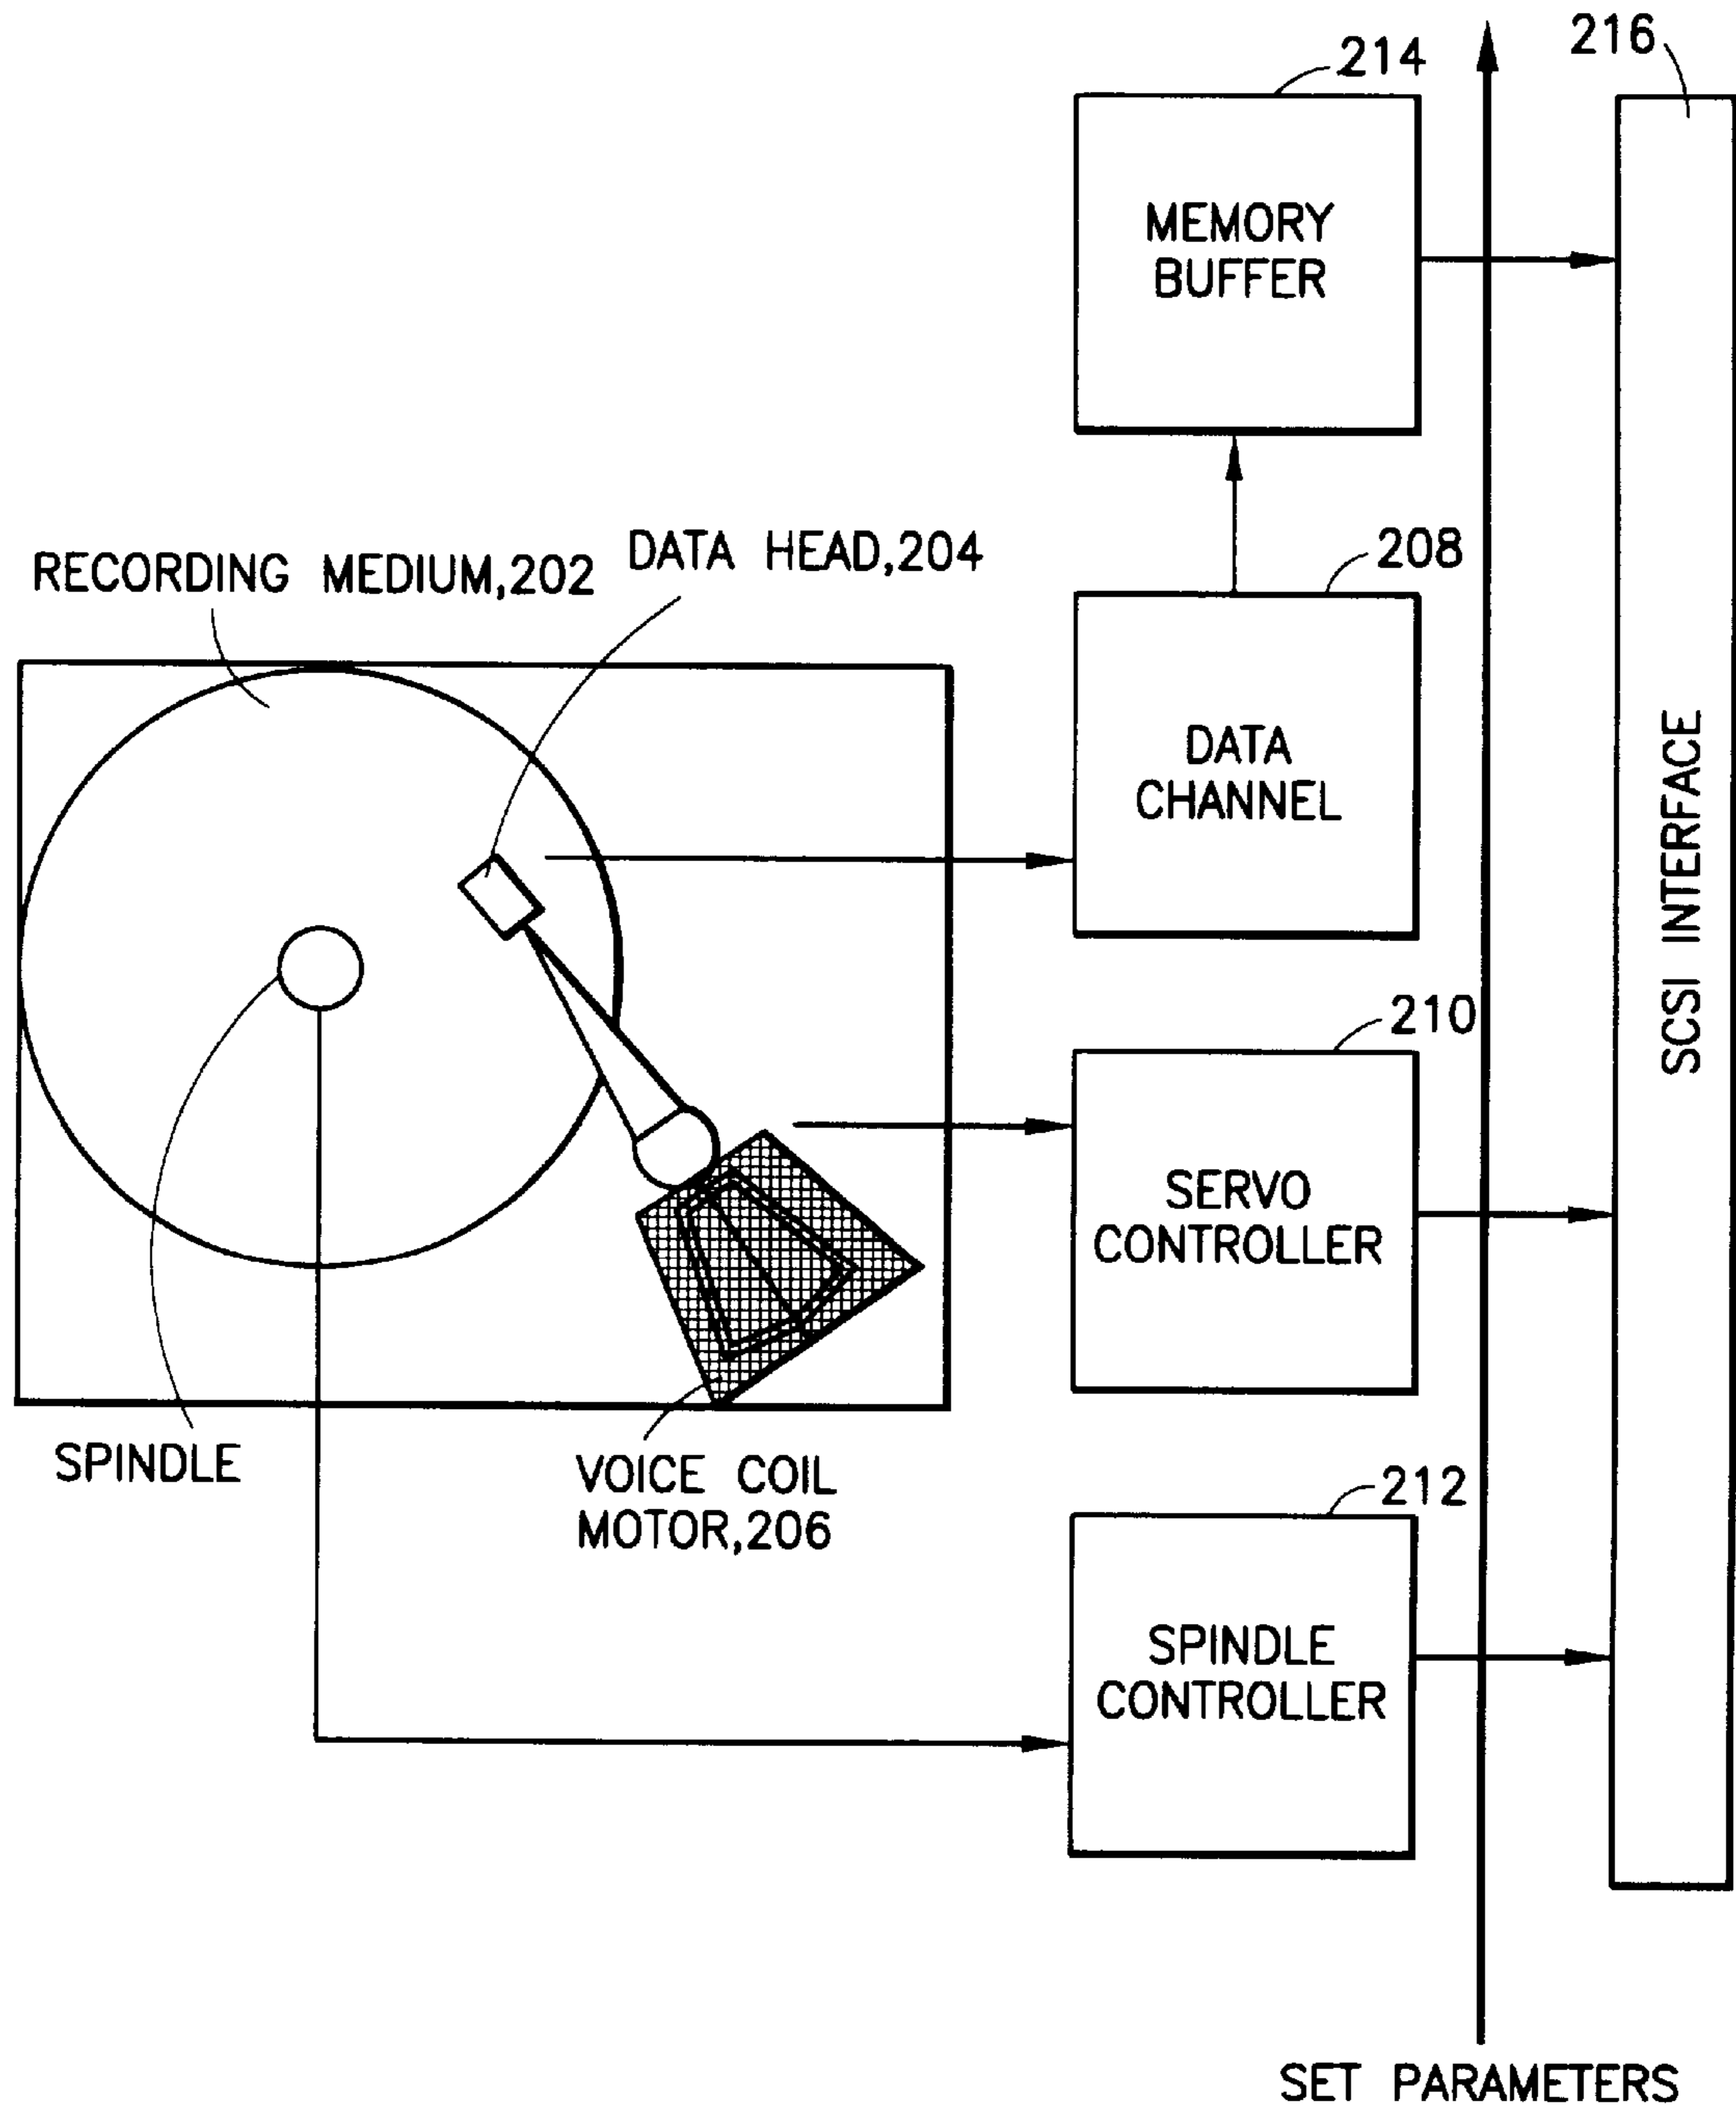 216
214
MEMORY
BUFFER
DATA HEAD,204
RECORDING MEDIUM,202
208
DATA
CHANNEL
SCSI INTERFACE
210
SERVO
CONTROLLER
SPINDLE
VOICE COIL
MOTOR,206
212
SPINDLE
CONTROLLER
SET PARAMETERS